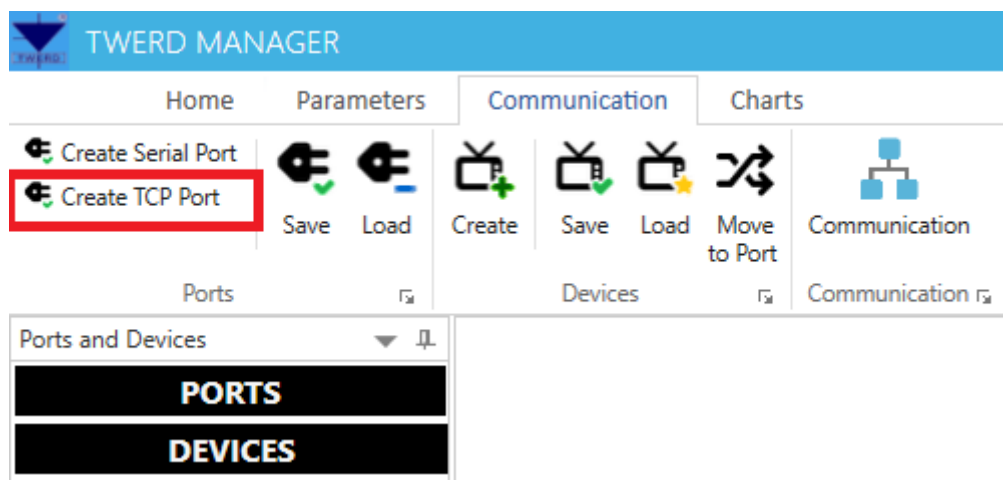 TWERD
TWERD MANAGER
Home Parameters Communication Charts
Create Serial Port
Create TCP Port
Save Load Create Save Load Move to Port Communication
Ports Devices Communication
Ports and Devices
PORTS
DEVICES